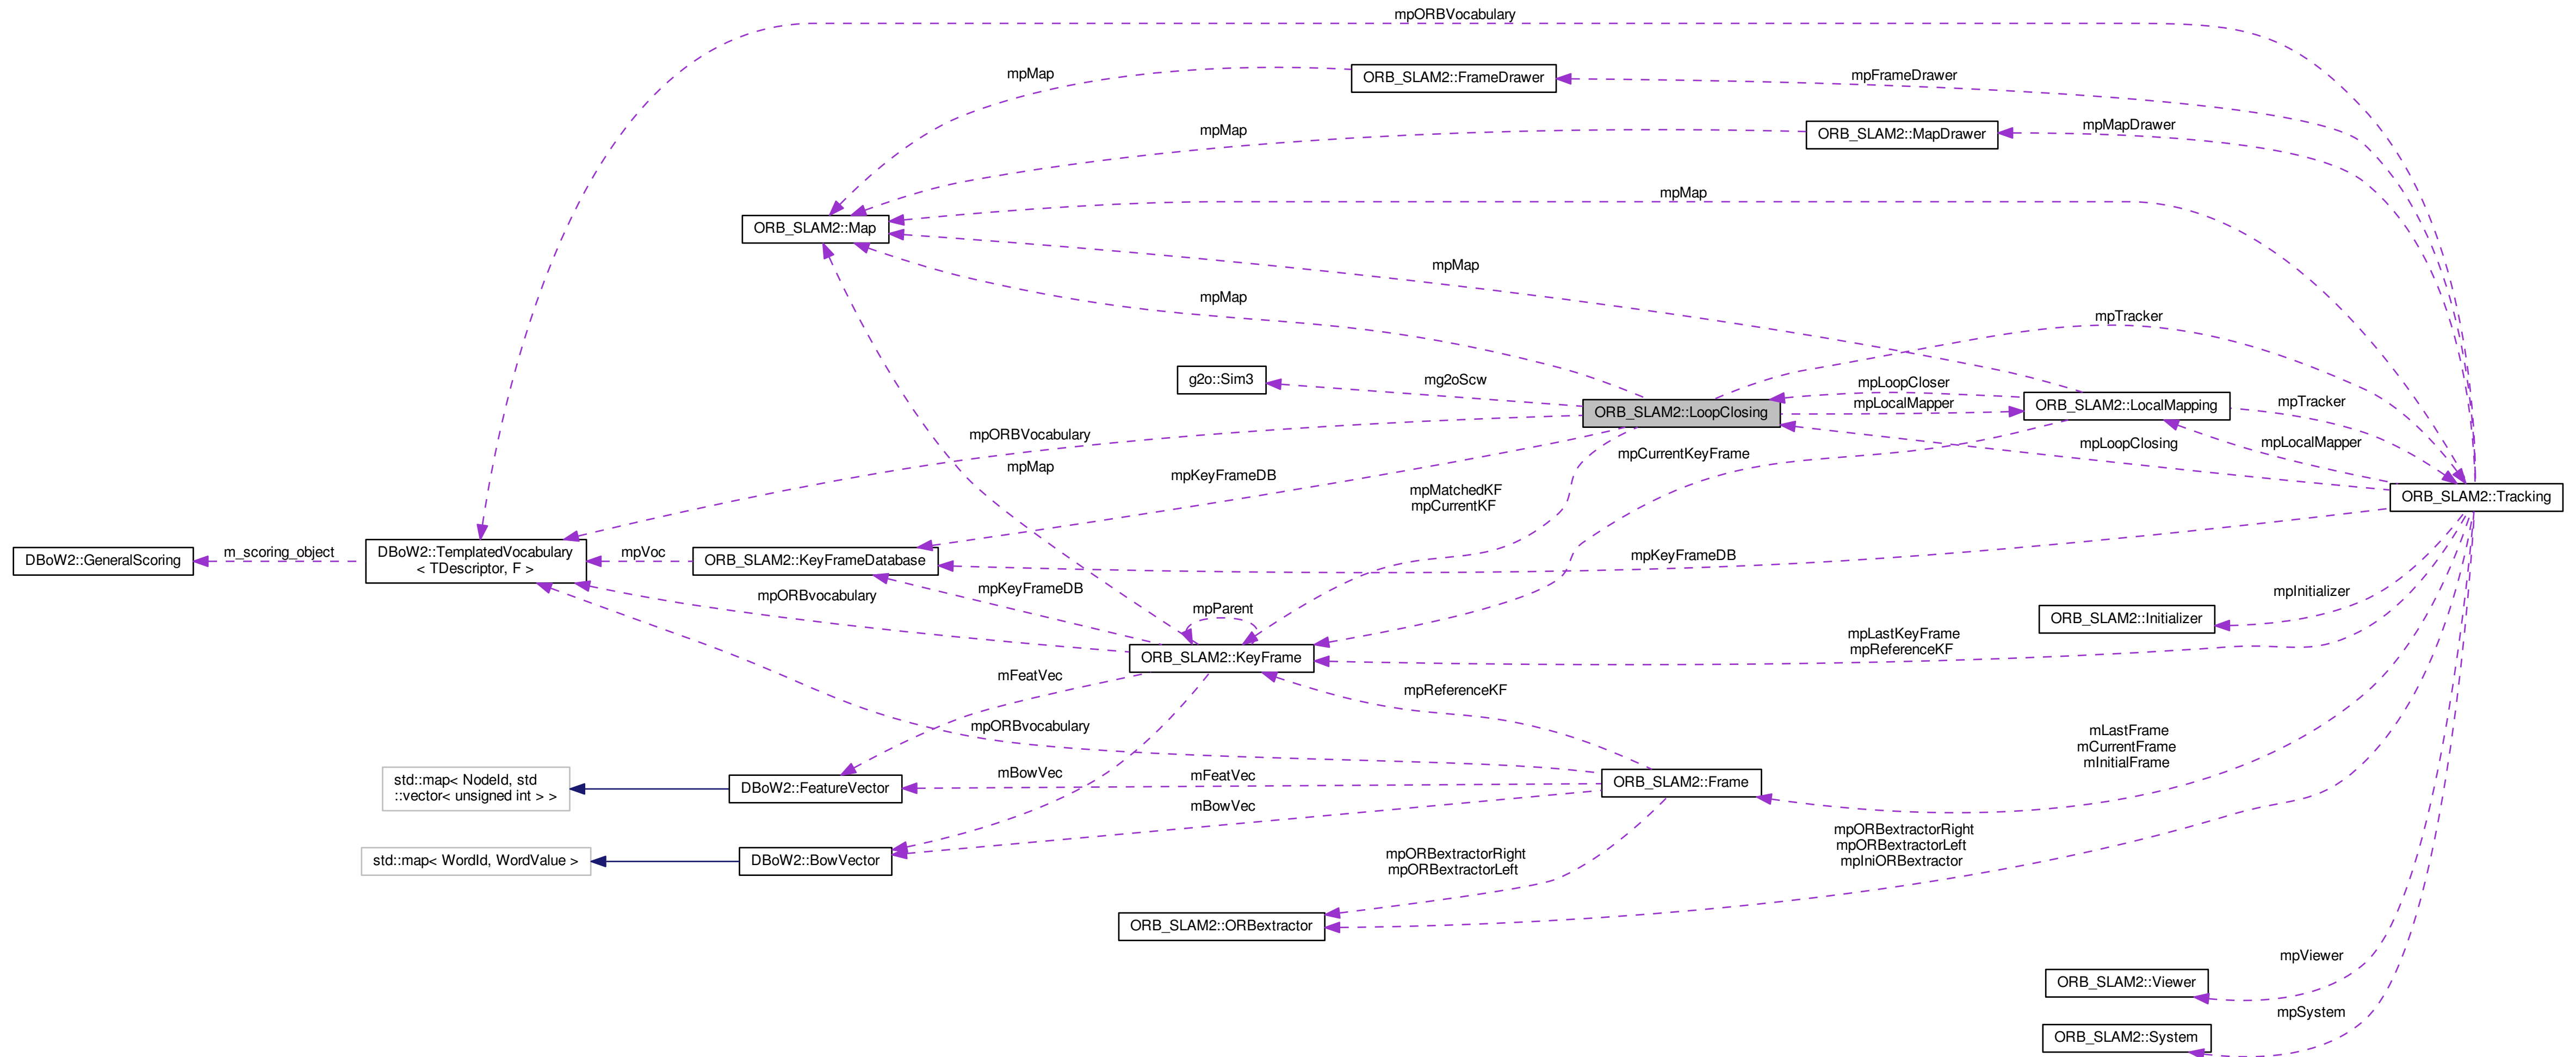 mpORBVocabulary
mpMap
ORB_SLAM2::FrameDrawer
mpFrameDrawer
mpMap
ORB_SLAM2::MapDrawer
mpMapDrawer
mpMap
ORB_SLAM2::Map
mpMap
mpMap
mpTracker
g2o::Sim3
mg2oScw
mpLoopCloser
mpLocalMapper
ORB_SLAM2::LoopClosing
ORB_SLAM2::LocalMapping
mpTracker
mpORBVocabulary
mpMap
mpKeyFrameDB
mpCurrentKeyFrame
mpLoopClosing
mpLocalMapper
mpMatchedKF
mpCurrentKF
ORB_SLAM2::Tracking
DBoW2::GeneralScoring
m_scoring_object
DBoW2::TemplatedVocabulary
< TDescriptor, F >
mpVoc
ORB_SLAM2::KeyFrameDatabase
mpKeyFrameDB
mpORBvocabulary
mpKeyFrameDB
mpParent
mpInitializer
ORB_SLAM2::Initializer
ORB_SLAM2::KeyFrame
mpLastKeyFrame
mpReferenceKF
mFeatVec
mpReferenceKF
mpORBvocabulary
mLastFrame
mCurrentFrame
mInitialFrame
std::map< NodeId, std
::vector< unsigned int > >
DBoW2::FeatureVector
mBowVec
mFeatVec
ORB_SLAM2::Frame
mBowVec
std::map< WordId, WordValue >
DBoW2::BowVector
mpORBextractorRight
mpORBextractorLeft
mpORBextractorRight
mpORBextractorLeft
mpIniORBextractor
ORB_SLAM2::ORBextractor
mpViewer
ORB_SLAM2::Viewer
mpSystem
ORB_SLAM2::System